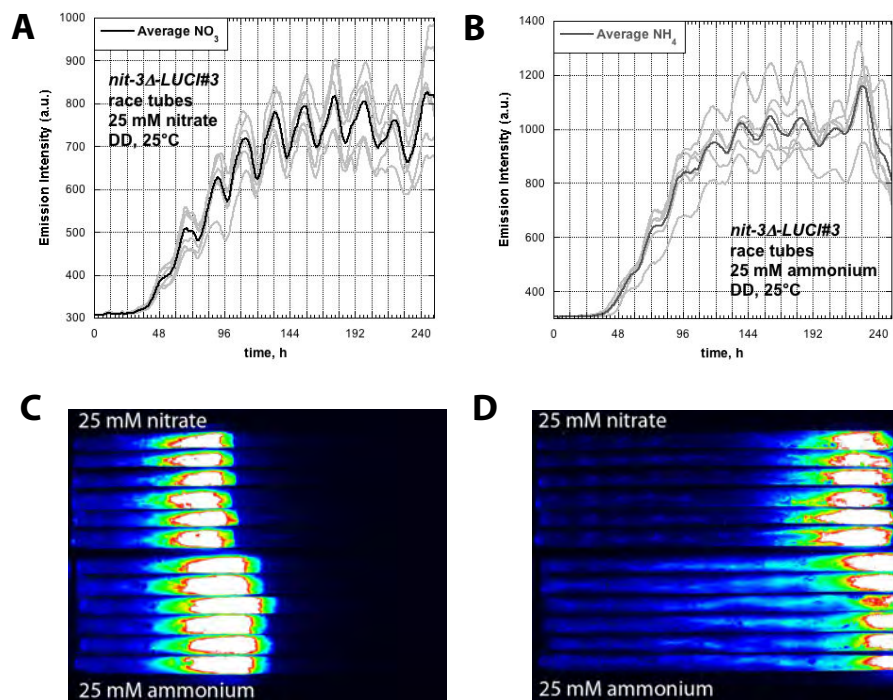 A
Average NO3
nit-3Δ-LUCI#3
race tubes
25 mM nitrate
DD, 25°C
Emission Intensity (a.u.)
1000
900
800
700
600
500
400
300
0 48 96 144 192 240
time, h
B
Average NH4
nit-3Δ-LUCI#3
race tubes
25 mM ammonium
DD, 25°C
Emission Intensity (a.u.)
1400
1200
1000
800
600
400
0 48 96 144 192 240
time, h
C
25 mM nitrate
25 mM ammonium
D
25 mM nitrate
25 mM ammonium